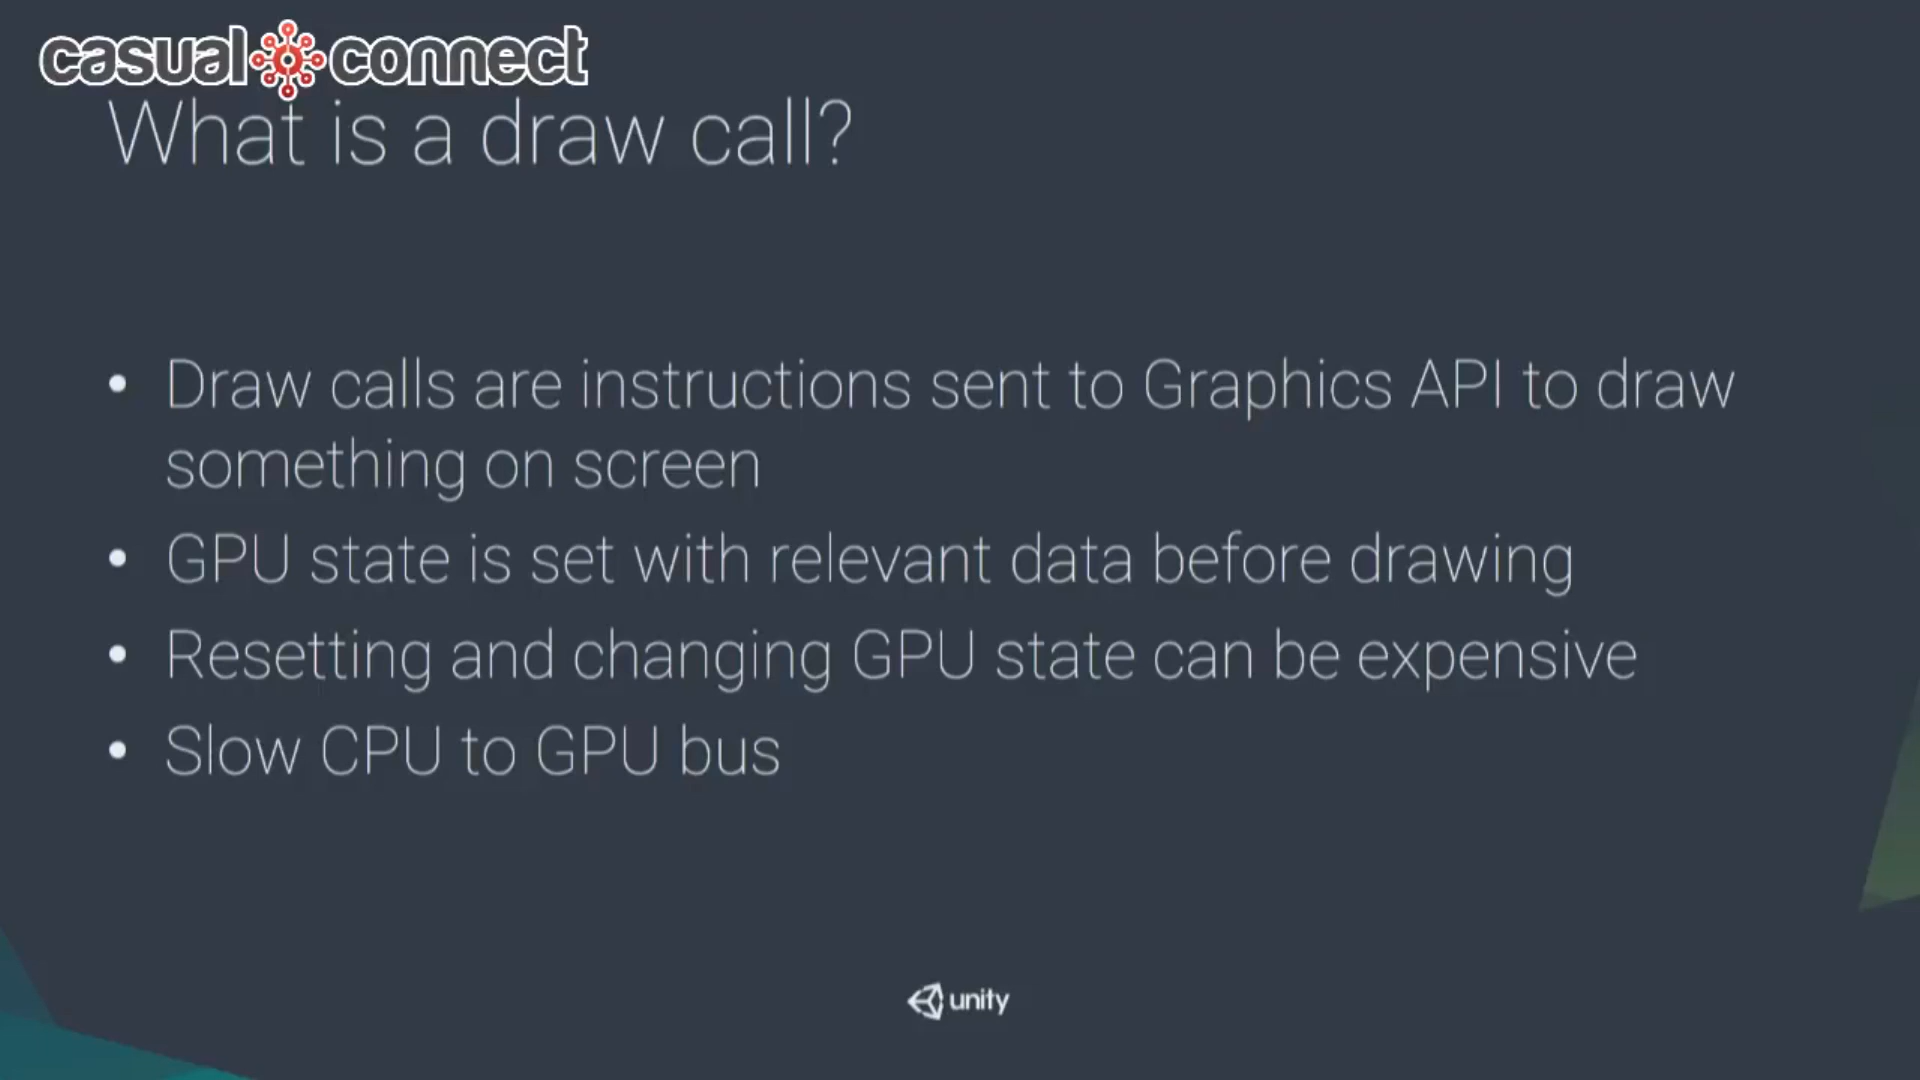 casual connect
What is a draw call?
• Draw calls are instructions sent to Graphics API to draw
something on screen
• GPU state is set with relevant data before drawing
• Resetting and changing GPU state can be expensive
• Slow CPU to GPU bus
unity